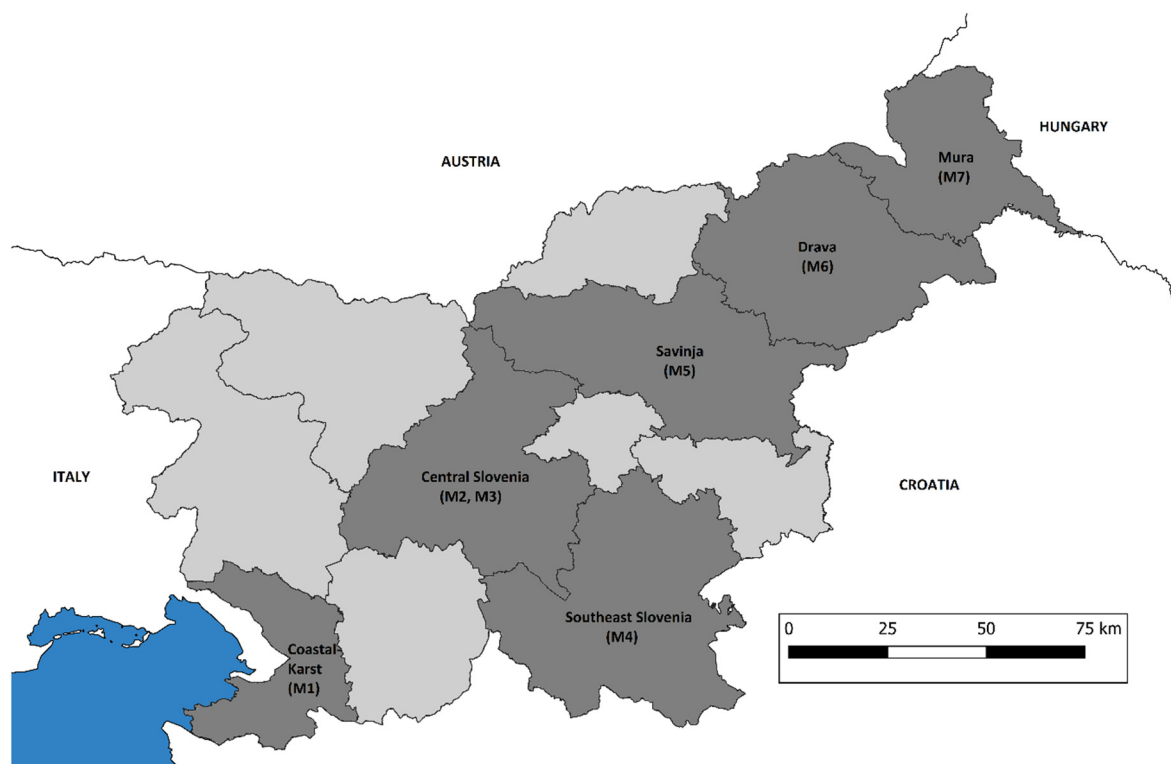 HUNGARY
AUSTRIA
Mura
(M7)
Drava
(M6)
Savinja
(M5)
ITALY
Central Slovenia
(M2, M3)
CROATIA
Southeast Slovenia
(M4)
0 25 50 75 km
Coastal-
Karst
(M1)